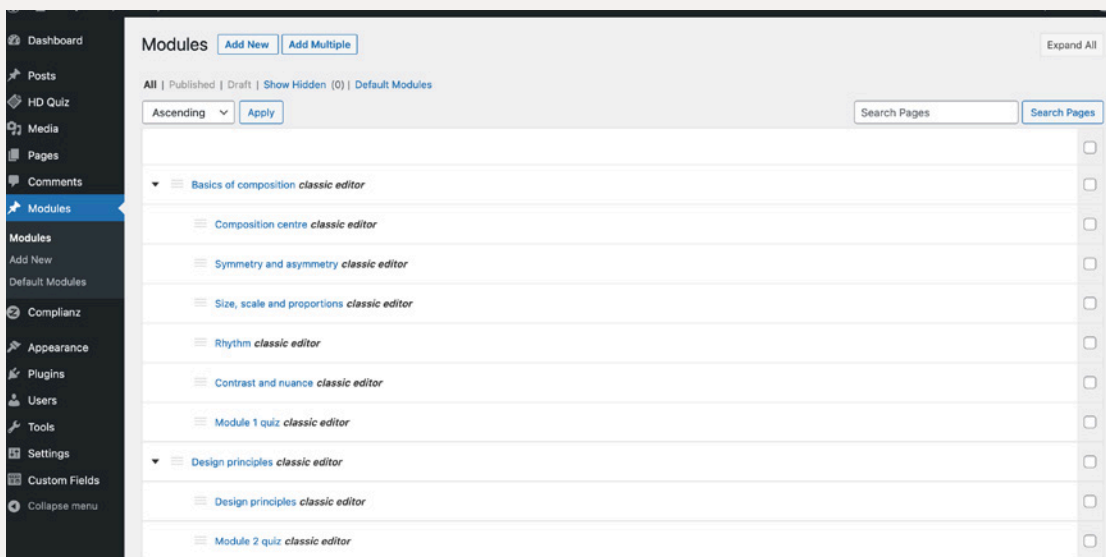 Dashboard
Posts
HD Quiz
Media
Pages
Comments
Modules
Modules
Add New
Default Modules
Complianz
Appearance
Plugins
Users
Tools
Settings
Custom Fields
Collapse menu
Modules Add New Add Multiple Expand All
All | Published | Draft | Show Hidden (0) | Default Modules
Ascending Apply Search Pages Search Pages
Basics of composition classic editor
Composition centre classic editor
Symmetry and asymmetry classic editor
Size, scale and proportions classic editor
Rhythm classic editor
Contrast and nuance classic editor
Module 1 quiz classic editor
Design principles classic editor
Design principles classic editor
Module 2 quiz classic editor